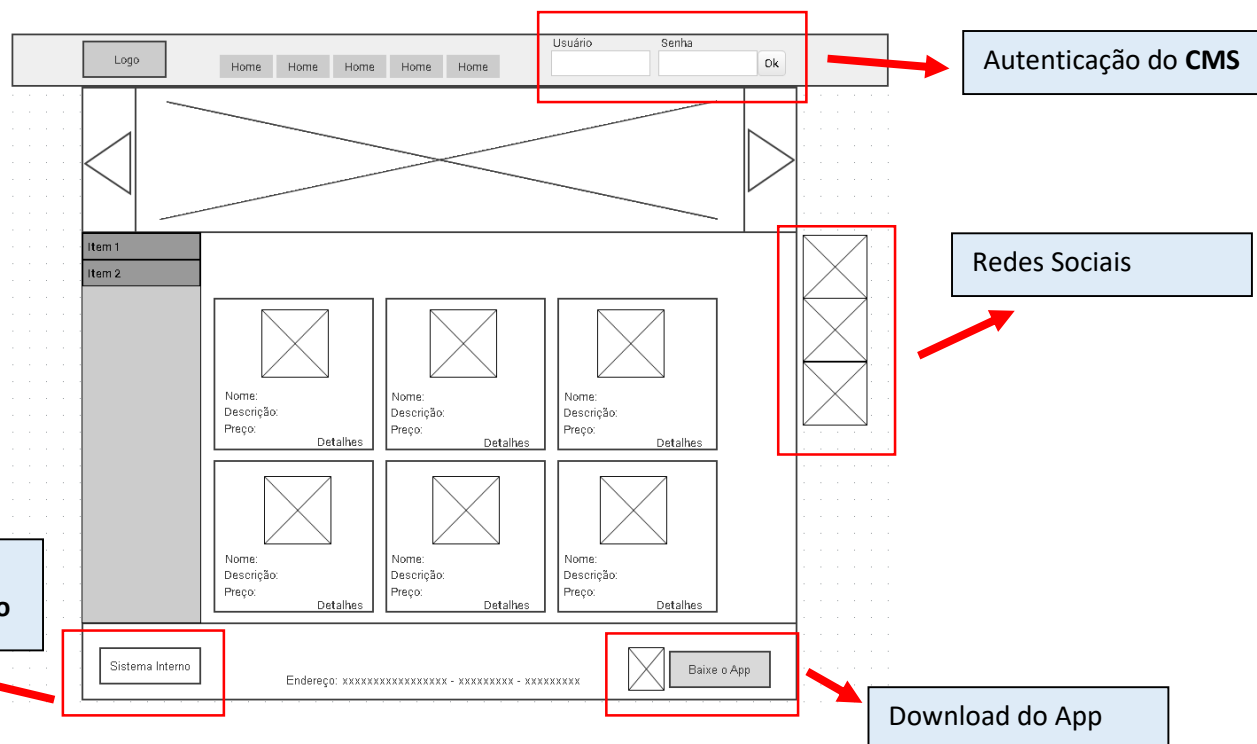 Usuário Senha
Logo Home Home Home Home Home Ok
Autenticação do CMS
Item 1
Item 2
Redes Sociais
Nome: Nome: Nome:
Descrição: Descrição: Descrição:
Preço: Preço: Preço:
Detalhes Detalhes Detalhes
Nome: Nome: Nome:
Descrição: Descrição: Descrição:
Preço: Preço: Preço:
Detalhes Detalhes Detalhes
o
Sistema Interno
Endereço: xxxxxxxxxxxxxxxxx - xxxxxxxxx - xxxxxxxxx
Baixe o App
Download do App